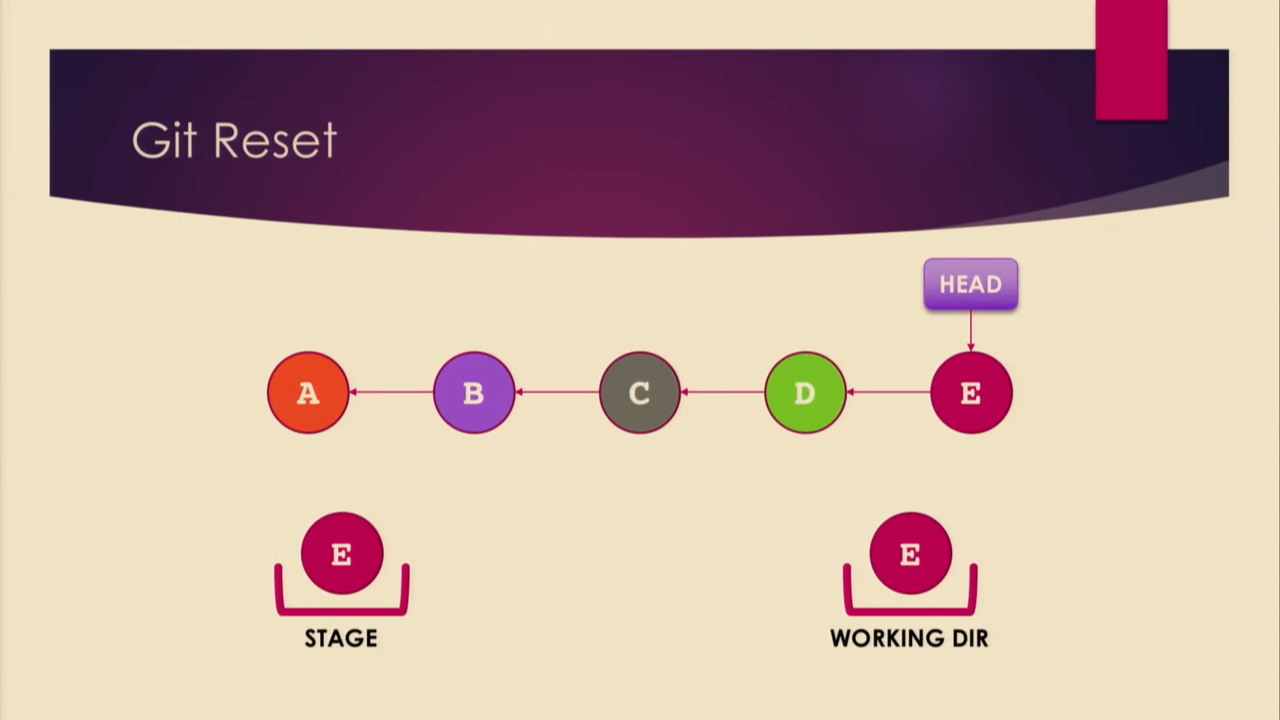 Git Reset
HEAD
A B C D E
E E
STAGE WORKING DIR